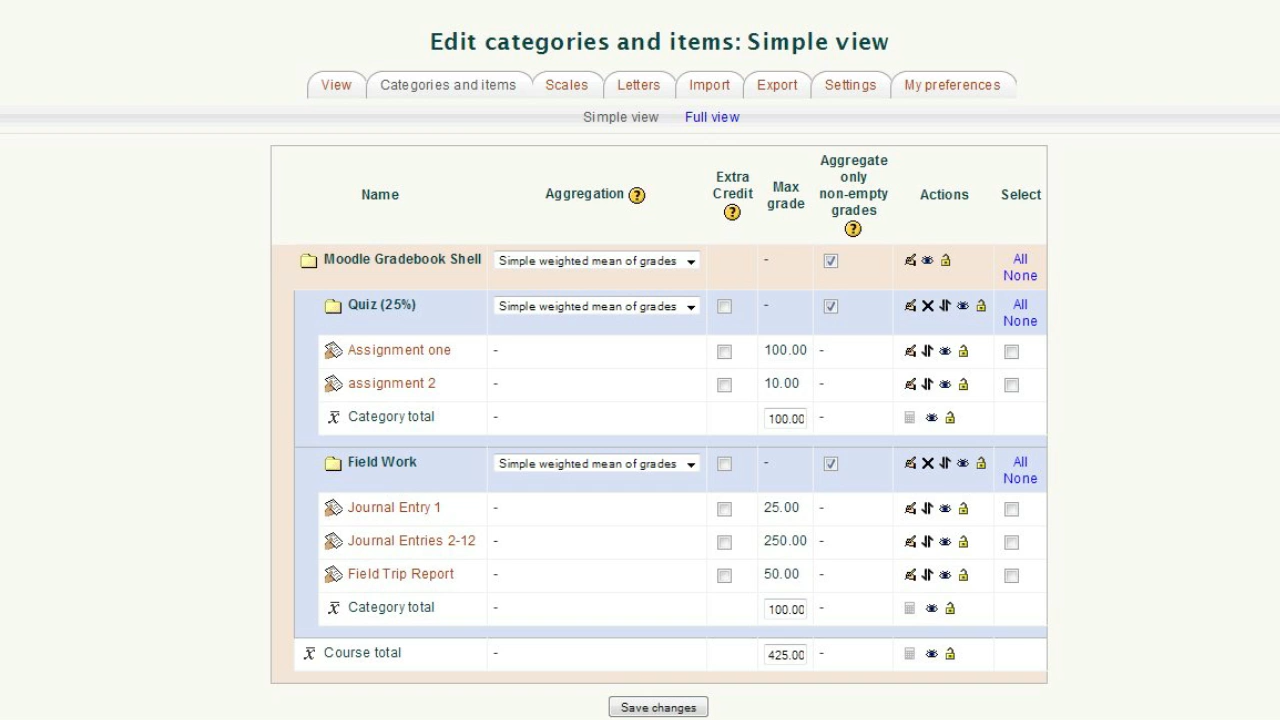 Edit categories and items: Simple view
View Categories and items Scales Letters Import Export Settings My preferences
Simple view Full view
Name Aggregation ? Extra Credit ? Max grade Aggregate only non-empty grades ? Actions Select
Moodle Gradebook Shell Simple weighted mean of grades - All
None
Quiz (25%) Simple weighted mean of grades - All
None
Assignment one - 100.00 -
assignment 2 - 10.00 -
x̅ Category total - 100.00 -
Field Work Simple weighted mean of grades - All
None
Journal Entry 1 - 25.00 -
Journal Entries 2-12 - 250.00 -
Field Trip Report - 50.00 -
x̅ Category total - 100.00 -
x̅ Course total - 425.00 -
Save changes